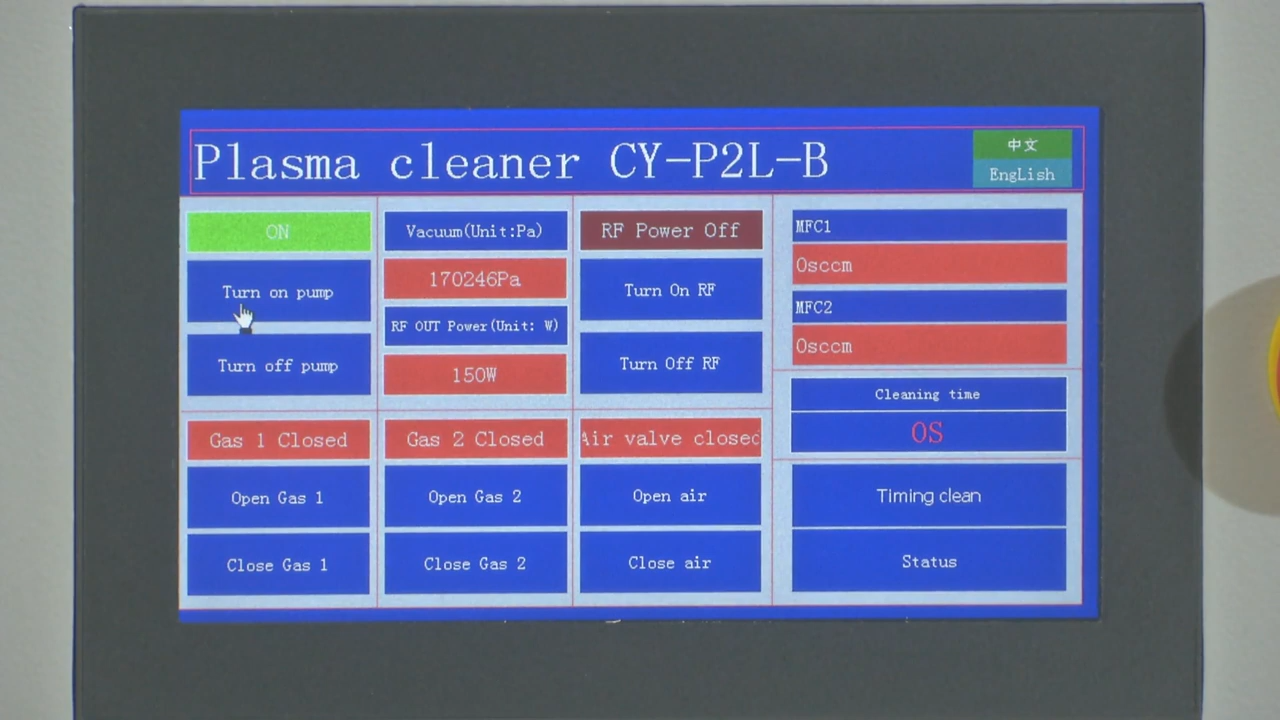 Plasma cleaner CY-P2L-B
中文
EngLish
ON
Turn on pump
Turn off pump
Vacuum(Unit:Pa)
170246Pa
RF OUT Power(Unit: W)
150W
RF Power Off
Turn On RF
Turn Off RF
MFC1
0sccm
MFC2
0sccm
Cleaning time
0S
Gas 1 Closed
Open Gas 1
Close Gas 1
Gas 2 Closed
Open Gas 2
Close Gas 2
Air valve closed
Open air
Close air
Timing clean
Status